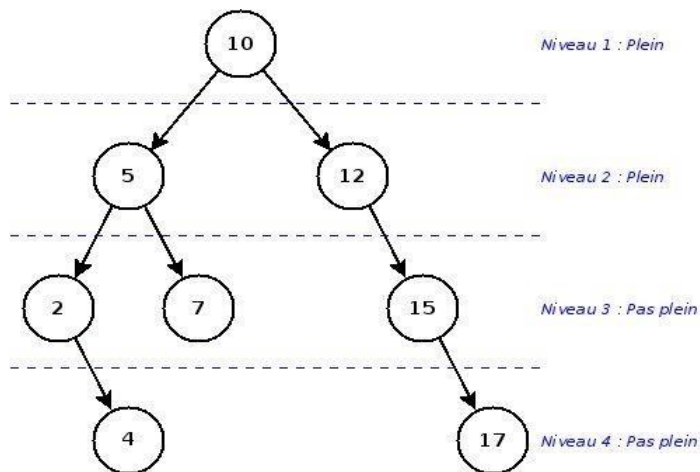 10
Niveau 1 : Plein
5
12
Niveau 2 : Plein
2
7
15
Niveau 3 : Pas plein
4
17
Niveau 4 : Pas plein